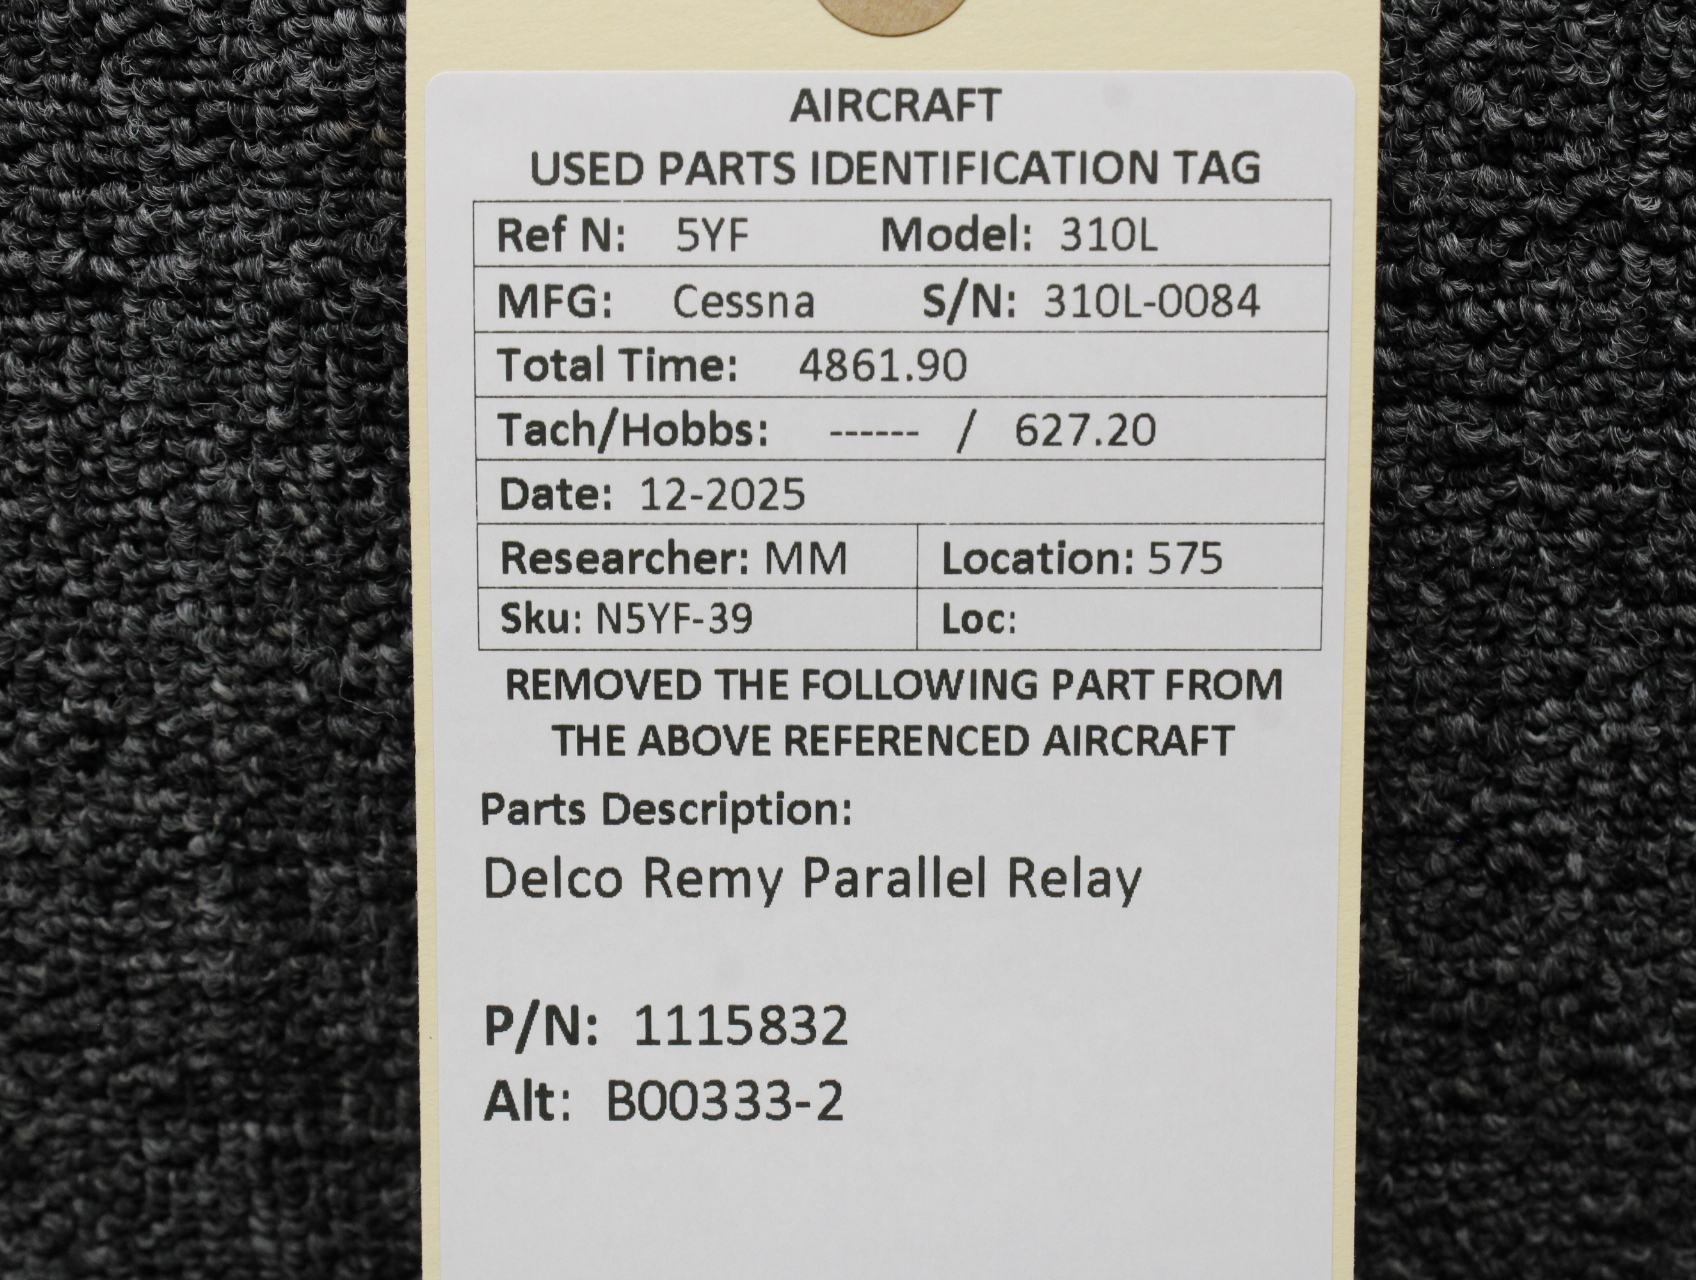 AIRCRAFT
USED PARTS IDENTIFICATION TAG
Ref N: 5YF Model: 310L
MFG: Cessna S/N: 310L-0084
Total Time: 4861.90
Tach/Hobbs: ------ / 627.20
Date: 12-2025
Researcher: MM Location: 575
Sku: N5YF-39 Loc:
REMOVED THE FOLLOWING PART FROM
THE ABOVE REFERENCED AIRCRAFT
Parts Description:
Delco Remy Parallel Relay
P/N: 1115832
Alt: B00333-2